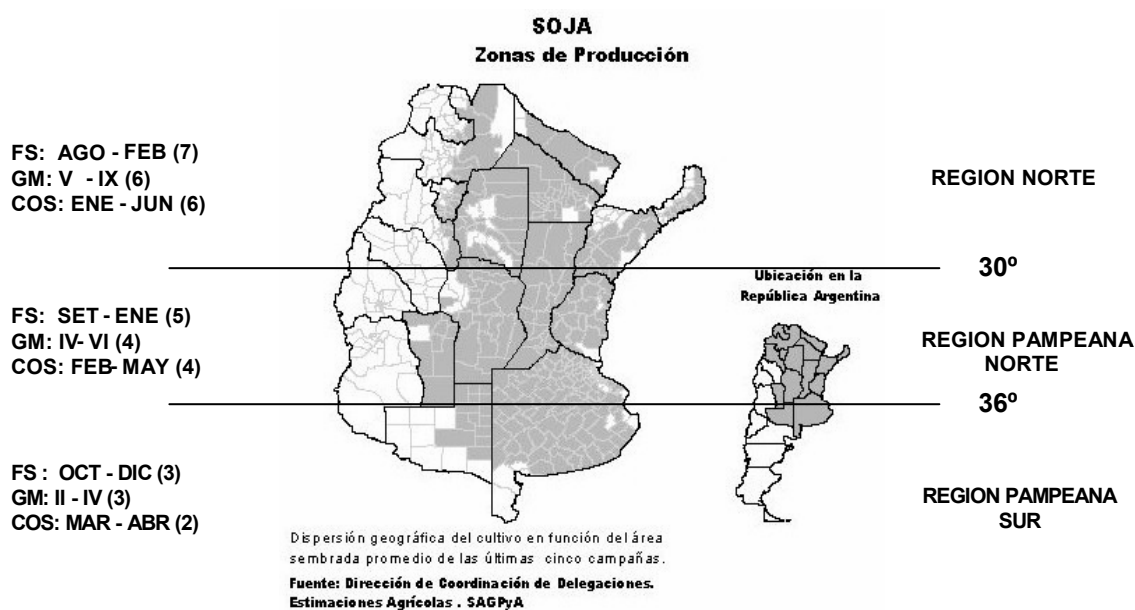 SOJA
Zonas de Producción
FS: AGO - FEB (7)
GM: V - IX (6)
COS: ENE - JUN (6)
REGION NORTE
30º
Ubicación en la
República Argentina
FS: SET - ENE (5)
GM: IV- VI (4)
COS: FEB- MAY (4)
REGION PAMPEANA
NORTE
36º
FS : OCT - DIC (3)
GM: II - IV (3)
COS: MAR - ABR (2)
REGION PAMPEANA
SUR
Dispersión geográfica del cultivo en función del área
sembrada promedio de las últimas cinco campañas.
Fuente: Dirección de Coordinación de Delegaciones.
Estimaciones Agrícolas . SAGPyA